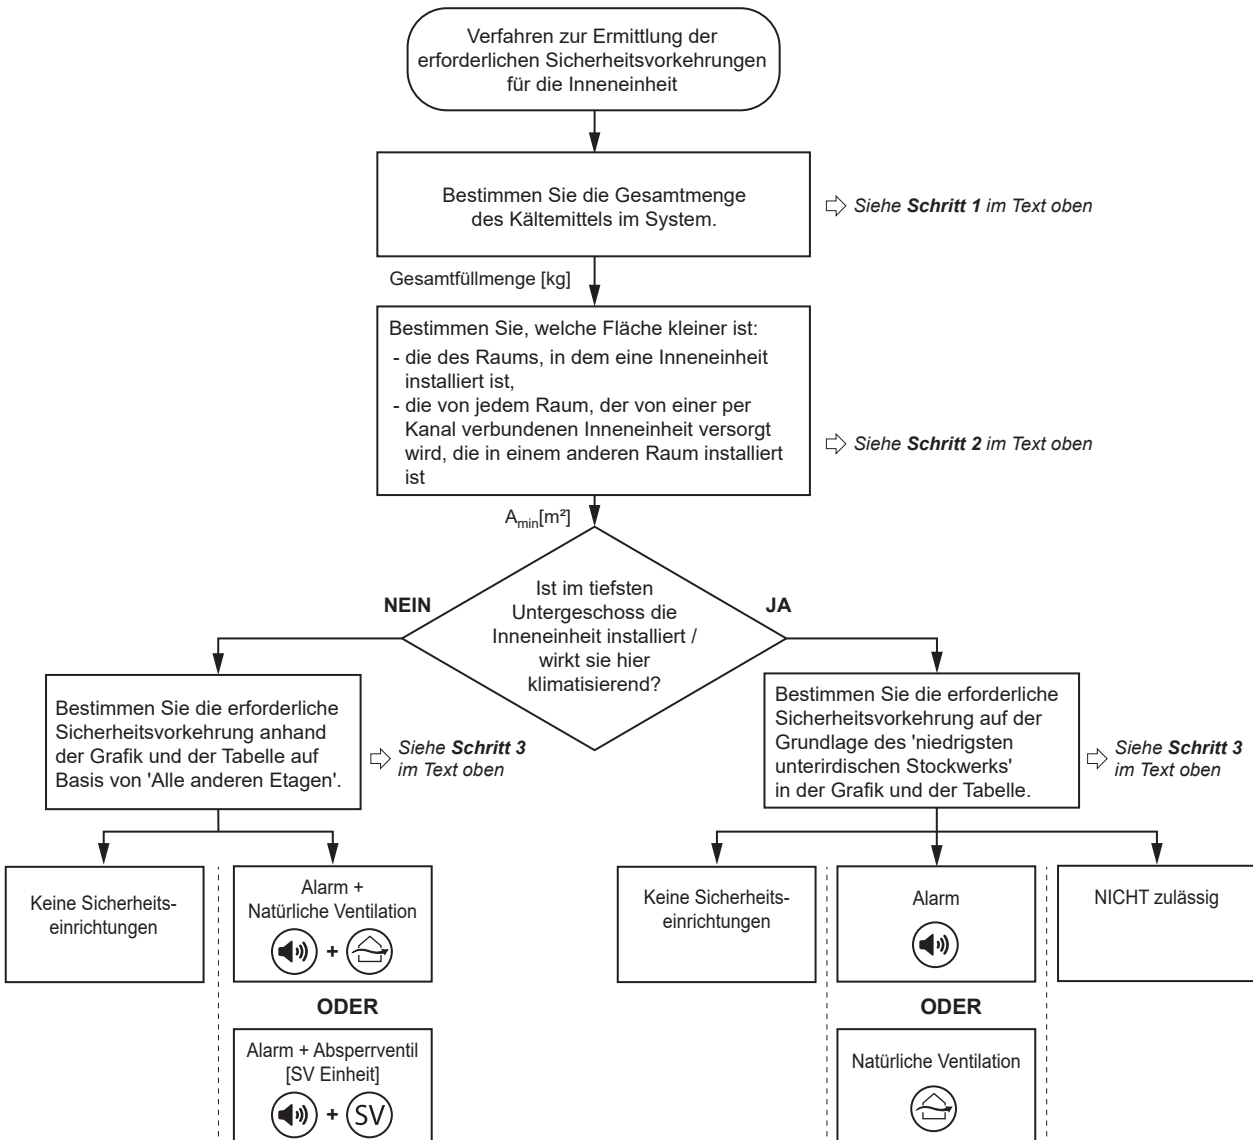 Verfahren zur Ermittlung der
erforderlichen Sicherheitsvorkehrungen
für die Inneneinheit
Bestimmen Sie die Gesamtmenge
des Kältemittels im System.
Siehe Schritt 1 im Text oben
Gesamtfüllmenge [kg]
Bestimmen Sie, welche Fläche kleiner ist:
- die des Raums, in dem eine Inneneinheit
installiert ist,
- die von jedem Raum, der von einer per
Kanal verbundenen Inneneinheit versorgt
wird, die in einem anderen Raum installiert
ist
Siehe Schritt 2 im Text oben
Amin[m²]
Ist im tiefsten
Untergeschoss die
Inneneinheit installiert /
wirkt sie hier
klimatisierend?
NEIN
JA
Bestimmen Sie die erforderliche
Sicherheitsvorkehrung anhand
der Grafik und der Tabelle auf
Basis von 'Alle anderen Etagen'.
Siehe Schritt 3
im Text oben
Bestimmen Sie die erforderliche
Sicherheitsvorkehrung auf der
Grundlage des 'niedrigsten
unterirdischen Stockwerks'
in der Grafik und der Tabelle.
Siehe Schritt 3
im Text oben
Keine Sicherheits-
einrichtungen
Alarm +
Natürliche Ventilation
+
ODER
Alarm + Absperrventil
[SV Einheit]
+ SV
Keine Sicherheits-
einrichtungen
Alarm
ODER
Natürliche Ventilation
NICHT zulässig